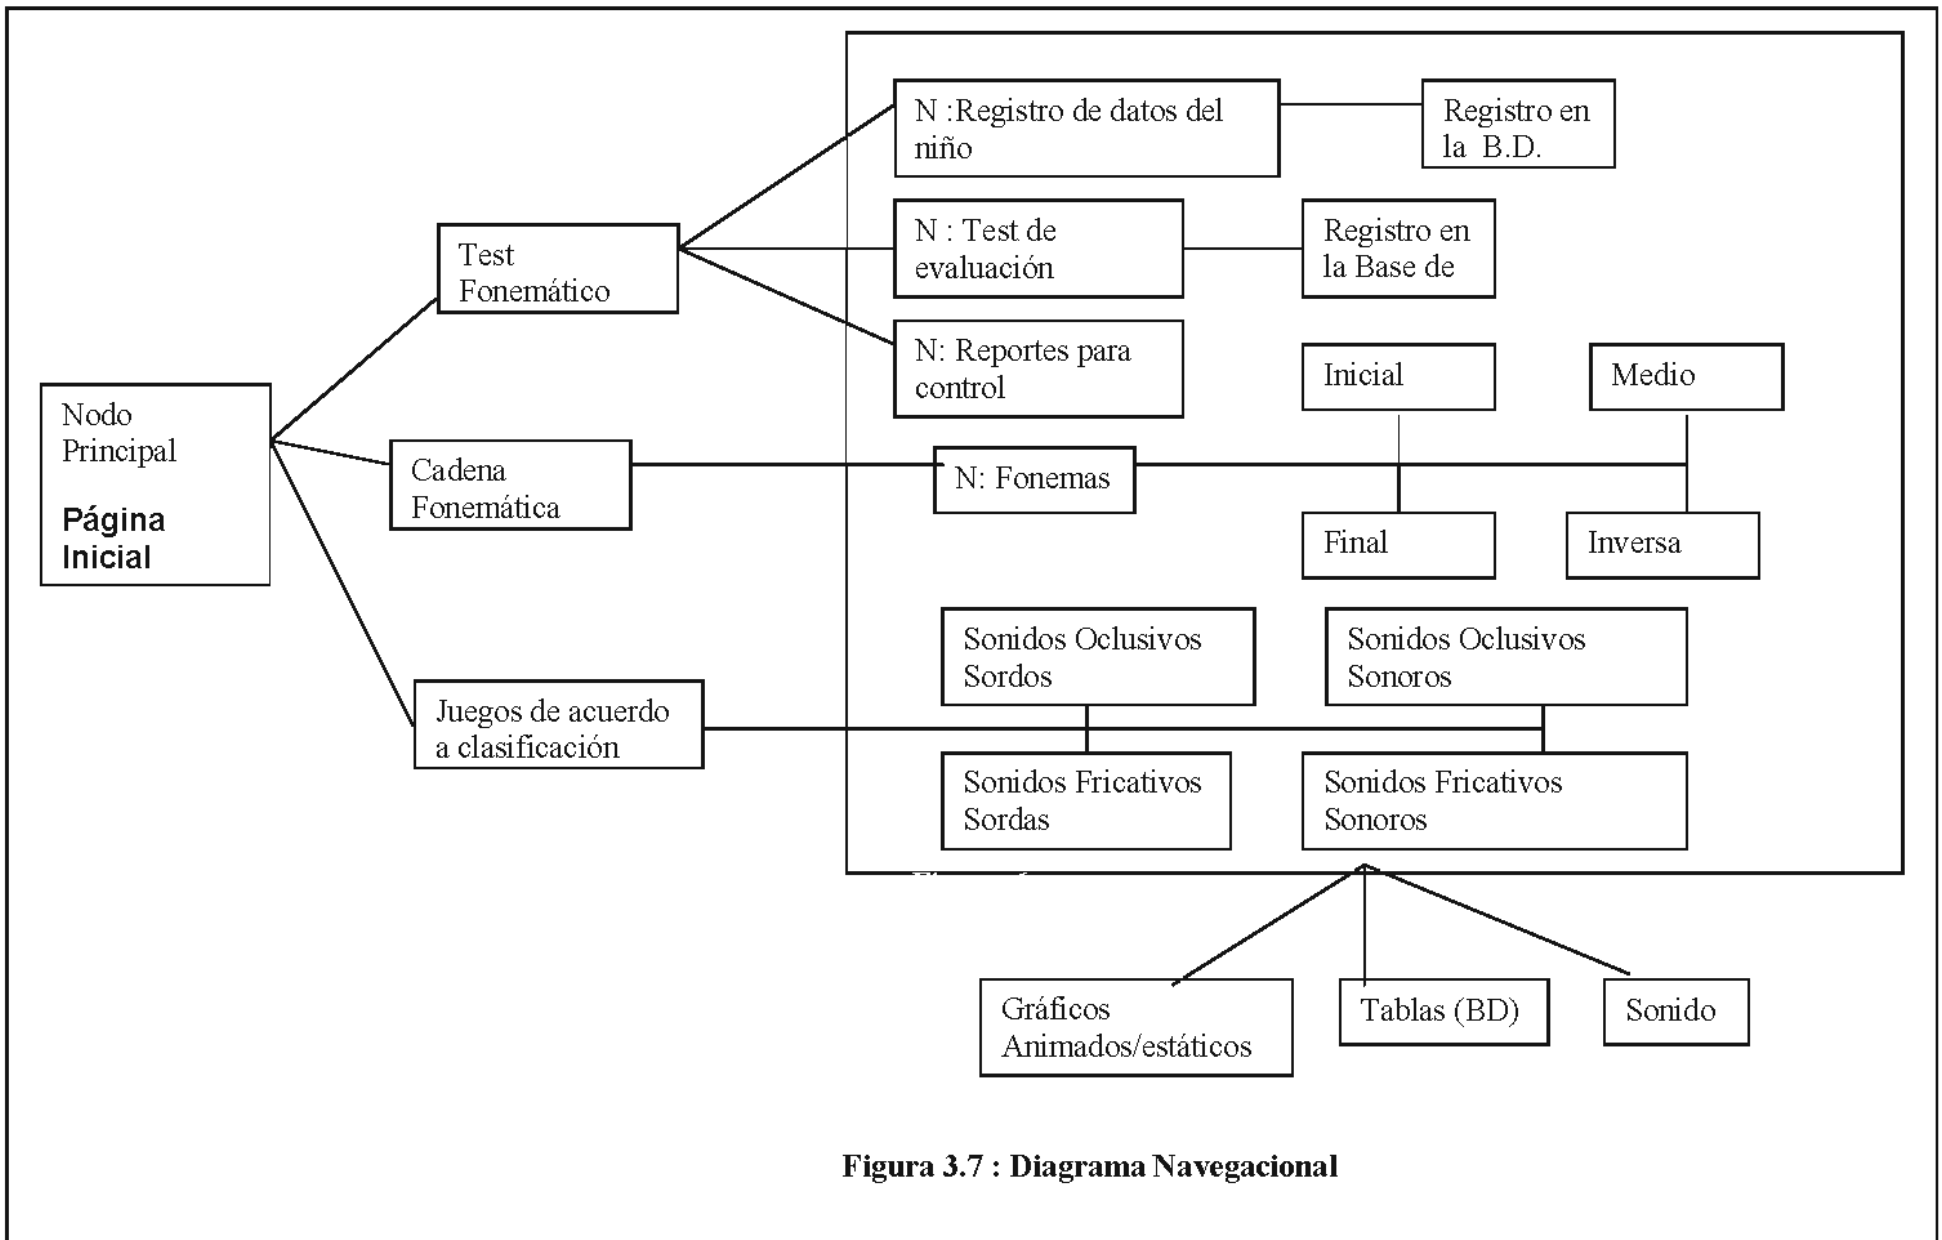 N :Registro de datos del
niño
Registro en
la B.D.
N : Test de
evaluación
Registro en
la Base de
Test
Fonemático
N: Reportes para
control
Inicial
Medio
Nodo
Principal
Página
Inicial
Cadena
Fonemática
N: Fonemas
Final
Inversa
Sonidos Oclusivos
Sordos
Sonidos Oclusivos
Sonoros
Juegos de acuerdo
a clasificación
Sonidos Fricativos
Sordas
Sonidos Fricativos
Sonoros
Gráficos
Animados/estáticos
Tablas (BD)
Sonido
Figura 3.7 : Diagrama Navegacional